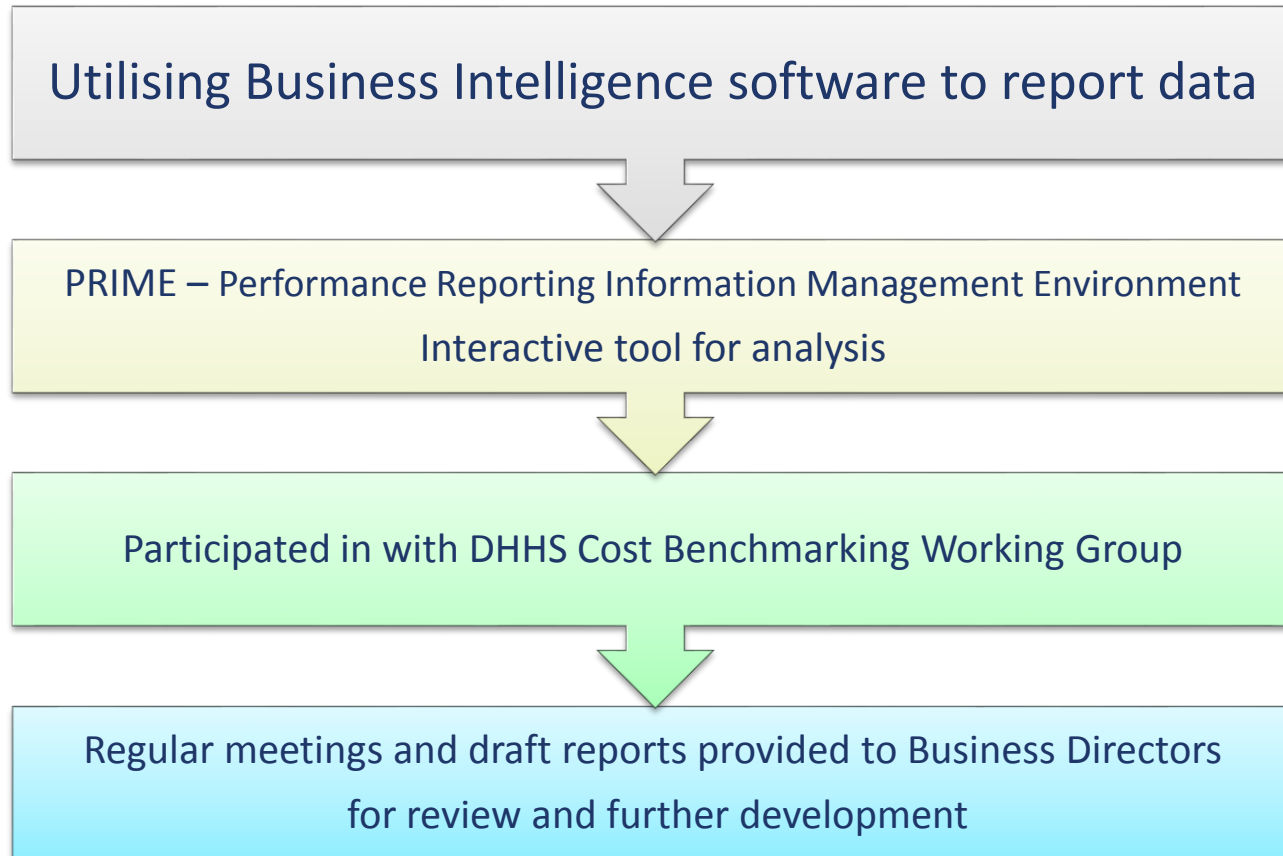 Utilising Business Intelligence software to report data
PRIME – Performance Reporting Information Management Environment
Interactive tool for analysis
Participated in with DHHS Cost Benchmarking Working Group
Regular meetings and draft reports provided to Business Directors
for review and further development